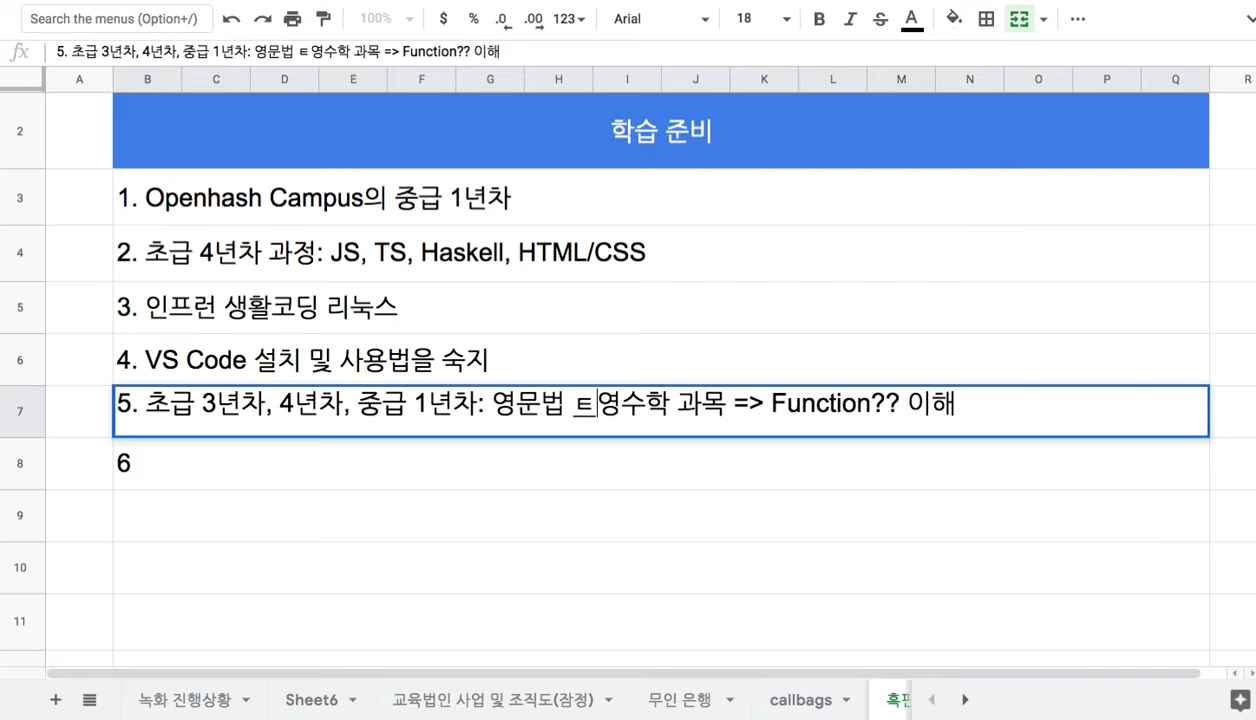 Search the menus (Option+/) 100% $ % .0 .00 123 Arial 18 B I S A
fx 5. 초급 3년차, 4년차, 중급 1년차: 영문법 ㅌ영수학 과목 => Function?? 이해
A B C D E F G H I J K L M N O P Q R
2 학습 준비
3 1. Openhash Campus의 중급 1년차
4 2. 초급 4년차 과정: JS, TS, Haskell, HTML/CSS
5 3. 인프런 생활코딩 리눅스
6 4. VS Code 설치 및 사용법을 숙지
7 5. 초급 3년차, 4년차, 중급 1년차: 영문법 트영수학 과목 => Function?? 이해
8 6
9
10
11
녹화 진행상황 Sheet6 교육법인 사업 및 조직도(잠정) 무인 은행 callbags